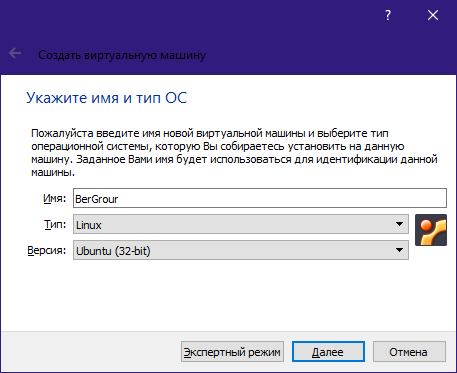 ?
Создать виртуальную машину
Укажите имя и тип ОС
Пожалуйста введите имя новой виртуальной машины и выберите тип
операционной системы, которую Вы собираетесь установить на данную
машину. Заданное Вами имя будет использоваться для идентификации данной
машины.
Имя: BerGrour
Тип: Linux
Версия: Ubuntu (32-bit)
Экспертный режим Далее Отмена